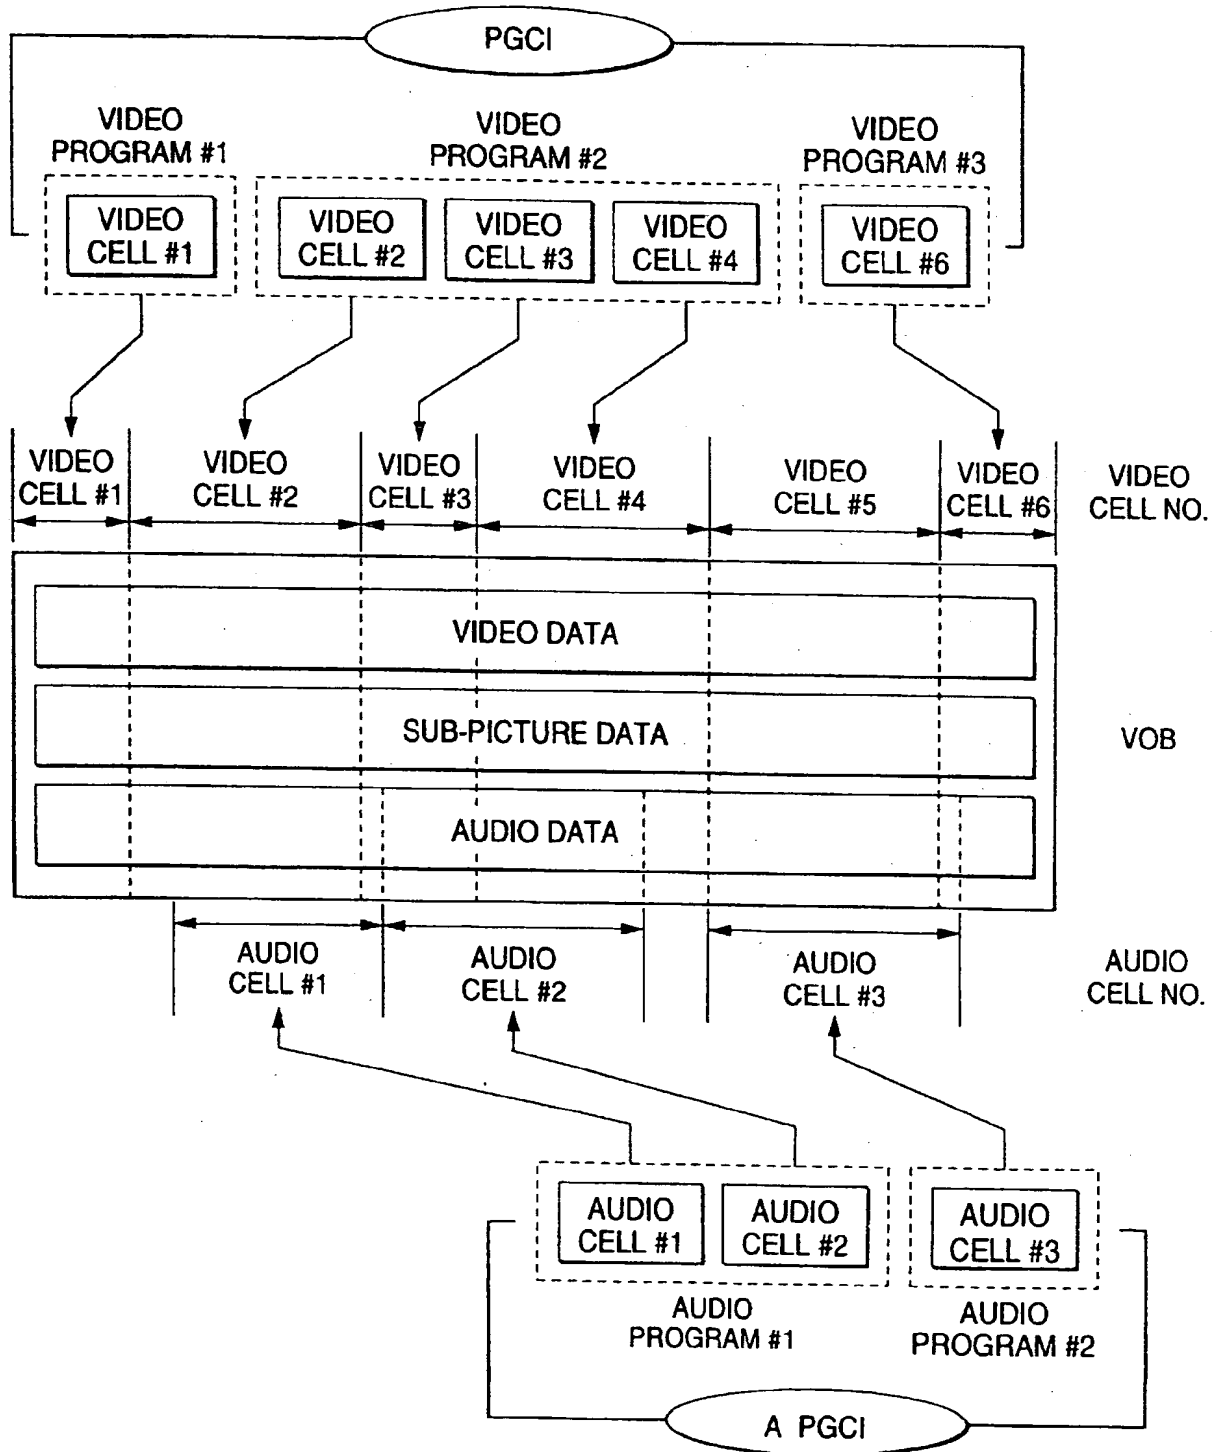 PGCI
VIDEO
PROGRAM #1
VIDEO
PROGRAM #2
VIDEO
PROGRAM #3
VIDEO
CELL #1
VIDEO
CELL #2
VIDEO
CELL #3
VIDEO
CELL #4
VIDEO
CELL #6
VIDEO
CELL #1
VIDEO
CELL #2
VIDEO
CELL #3
VIDEO
CELL #4
VIDEO
CELL #5
VIDEO
CELL #6
VIDEO
CELL NO.
VIDEO DATA
SUB-PICTURE DATA
VOB
AUDIO DATA
AUDIO
CELL #1
AUDIO
CELL #2
AUDIO
CELL #3
AUDIO
CELL NO.
AUDIO
CELL #1
AUDIO
CELL #2
AUDIO
CELL #3
AUDIO
PROGRAM #1
AUDIO
PROGRAM #2
A PGCI